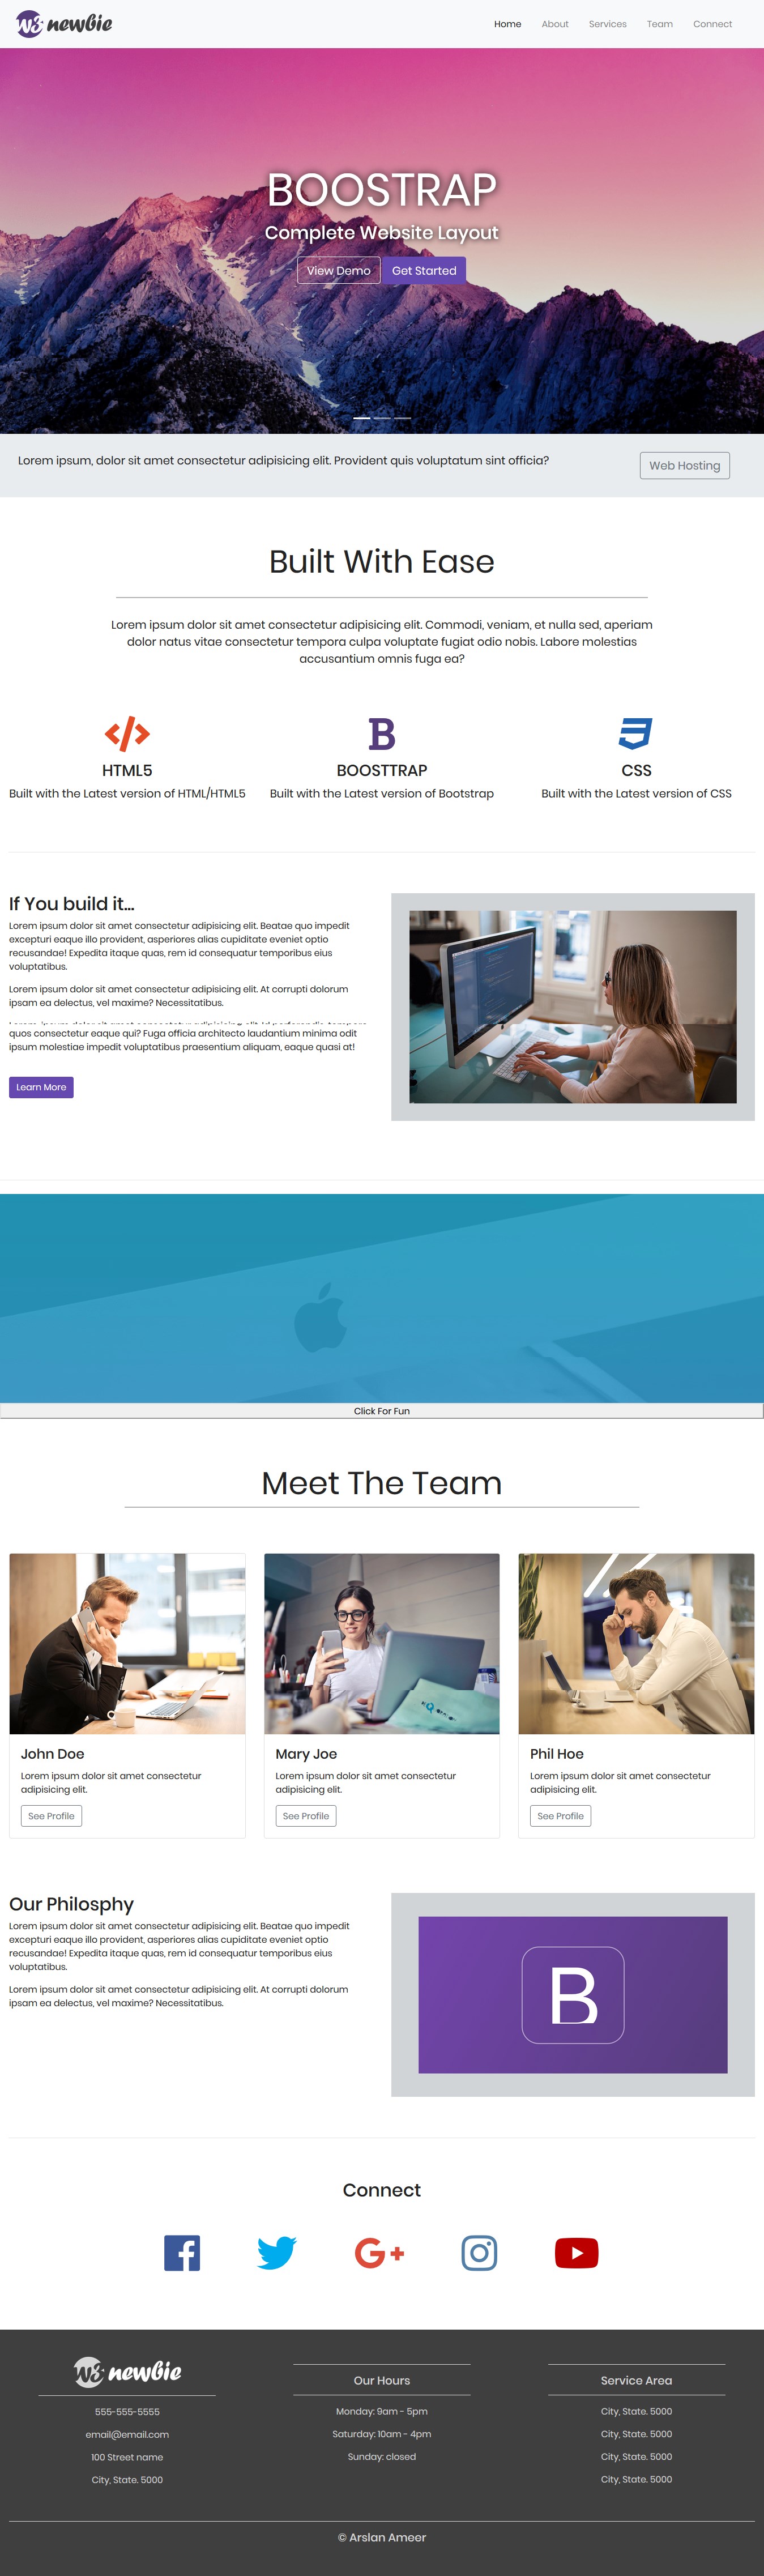 W3 newbie
Home About Services Team Connect
BOOSTRAP
Complete Website Layout
View Demo Get Started
Lorem ipsum, dolor sit amet consectetur adipisicing elit. Provident quis voluptatum sint officia?
Web Hosting
Built With Ease
Lorem ipsum dolor sit amet consectetur adipisicing elit. Commodi, veniam, et nulla sed, aperiam
dolor natus vitae consectetur tempora culpa voluptate fugiat odio nobis. Labore molestias
accusantium omnis fuga ea?
B
HTML5
Built with the Latest version of HTML/HTML5
BOOSTTRAP
Built with the Latest version of Bootstrap
CSS
Built with the Latest version of CSS
If You build it...
Lorem ipsum dolor sit amet consectetur adipisicing elit. Beatae quo impedit
excepturi eaque illo provident, asperiores alias cupiditate eveniet optio
recusandae! Expedita itaque quas, rem id consequatur temporibus eius
voluptatibus.
Lorem ipsum dolor sit amet consectetur adipisicing elit. At corrupti dolorum
ipsam ea delectus, vel maxime? Necessitatibus.
quos consectetur eaque qui? Fuga officia architecto laudantium minima odit
ipsum molestiae impedit voluptatibus praesentium aliquam, eaque quasi at!
Learn More
Click For Fun
Meet The Team
John Doe
Lorem ipsum dolor sit amet consectetur
adipisicing elit.
See Profile
Mary Joe
Lorem ipsum dolor sit amet consectetur
adipisicing elit.
See Profile
Phil Hoe
Lorem ipsum dolor sit amet consectetur
adipisicing elit.
See Profile
Our Philosphy
Lorem ipsum dolor sit amet consectetur adipisicing elit. Beatae quo impedit
excepturi eaque illo provident, asperiores alias cupiditate eveniet optio
recusandae! Expedita itaque quas, rem id consequatur temporibus eius
voluptatibus.
Lorem ipsum dolor sit amet consectetur adipisicing elit. At corrupti dolorum
ipsam ea delectus, vel maxime? Necessitatibus.
B
Connect
W3 newbie
555-555-5555
email@email.com
100 Street name
City, State. 5000
Our Hours
Monday: 9am - 5pm
Saturday: 10am - 4pm
Sunday: closed
Service Area
City, State. 5000
City, State. 5000
City, State. 5000
City, State. 5000
© Arslan Ameer